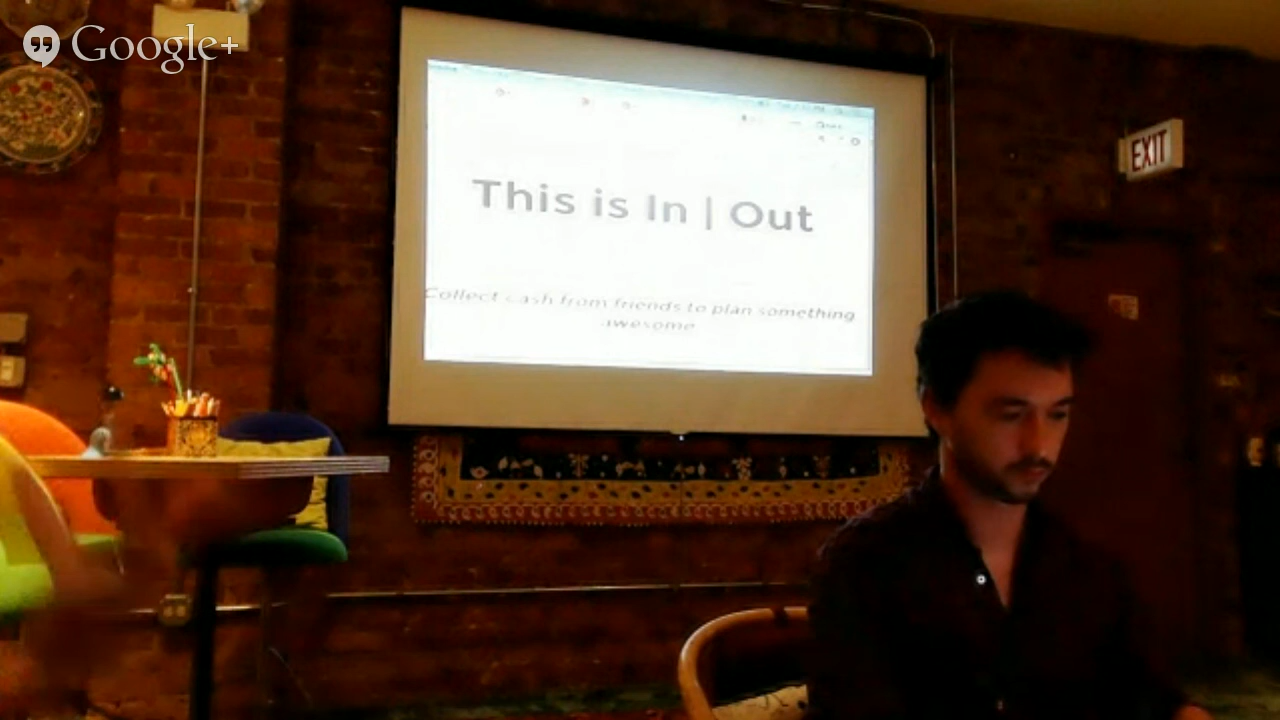 Google+
This is In | Out
Collect cash from friends to plan something
awesome
EXIT